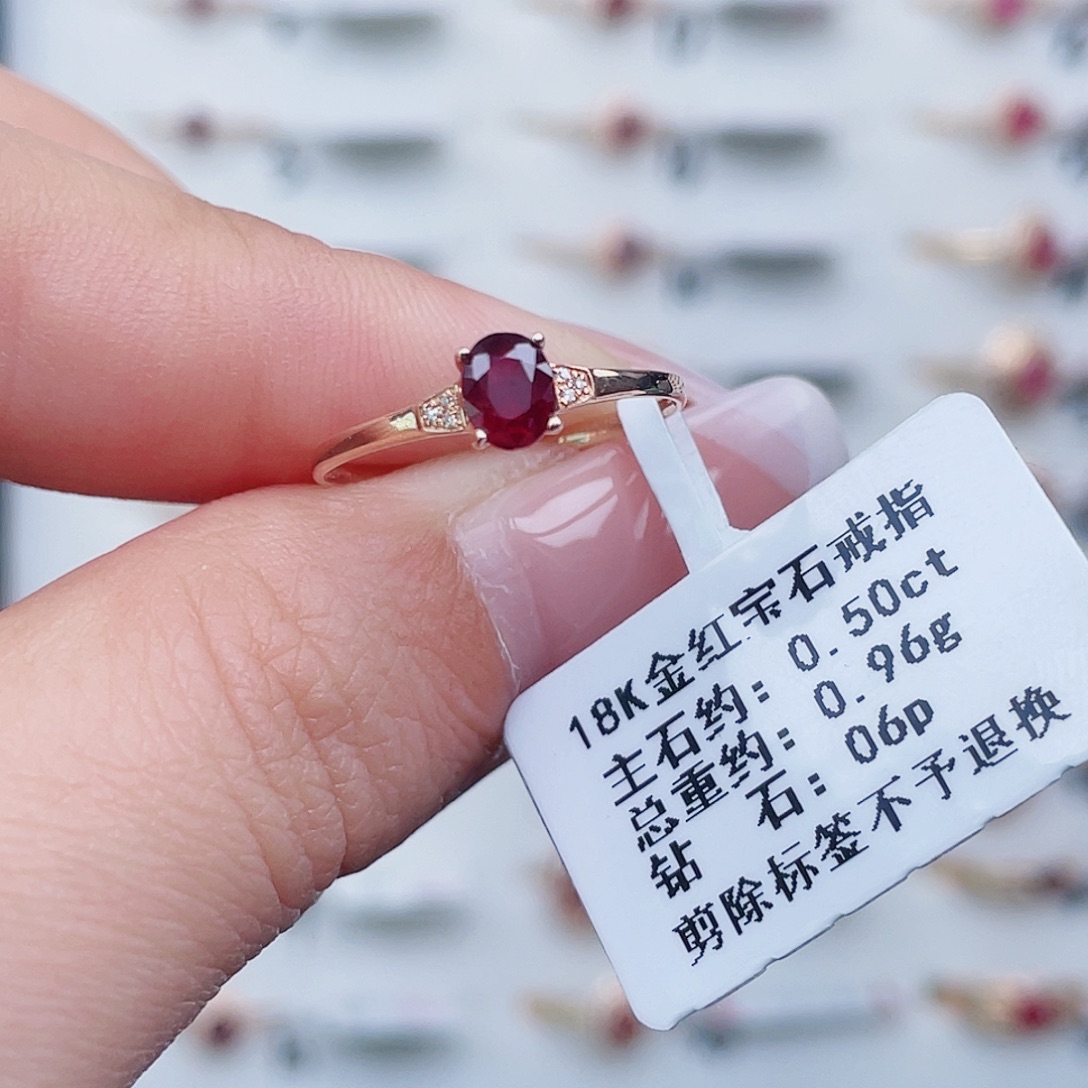 18K金红宝石戒指
主石约: 0.50ct
总重约: 0.96g
钻 石: 06p
剪除标签不予退换